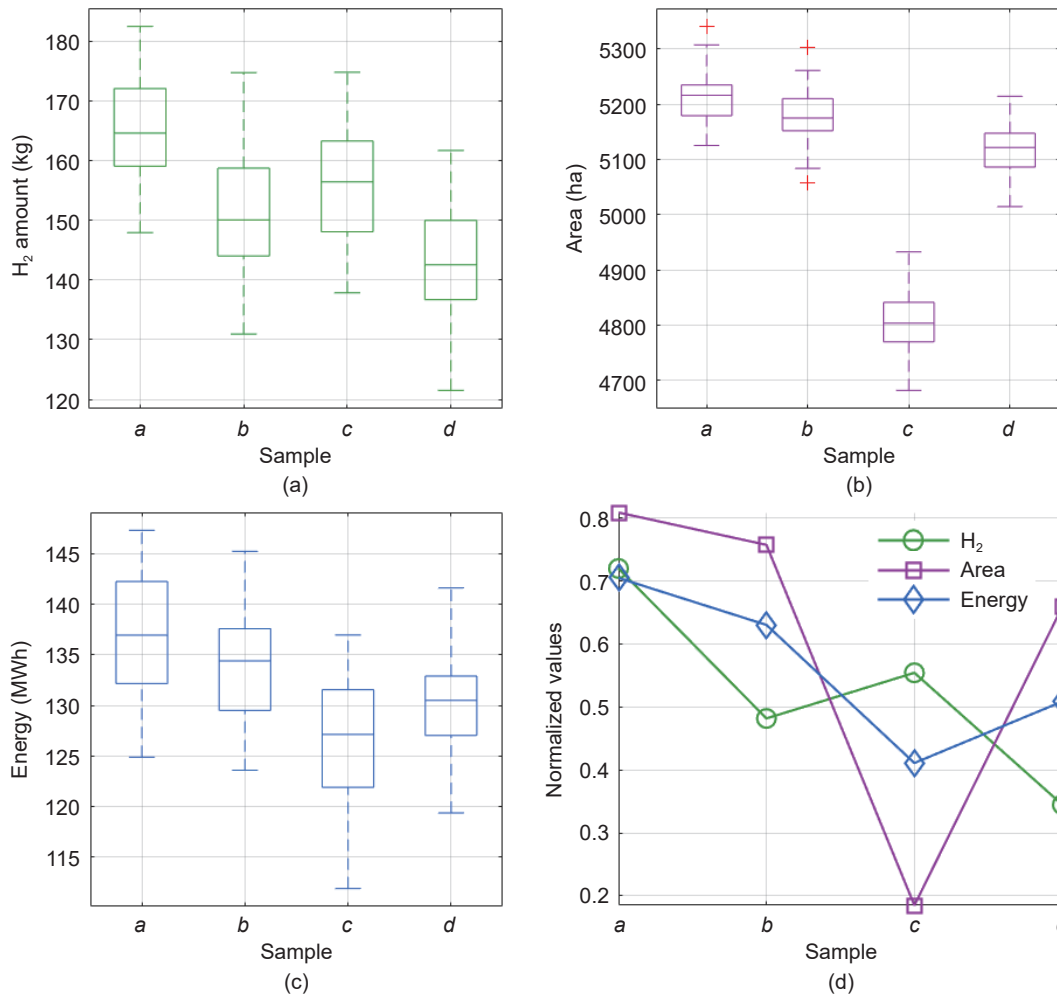 180
170
160
150
140
130
120
H₂ amount (kg)
a b c d
Sample
(a)
5300
5200
5100
5000
4900
4800
4700
Area (ha)
a b c d
Sample
(b)
145
140
135
130
125
120
115
Energy (MWh)
a b c d
Sample
(c)
0.8
0.7
0.6
0.5
0.4
0.3
0.2
Normalized values
H₂
Area
Energy
a b c
Sample
(d)